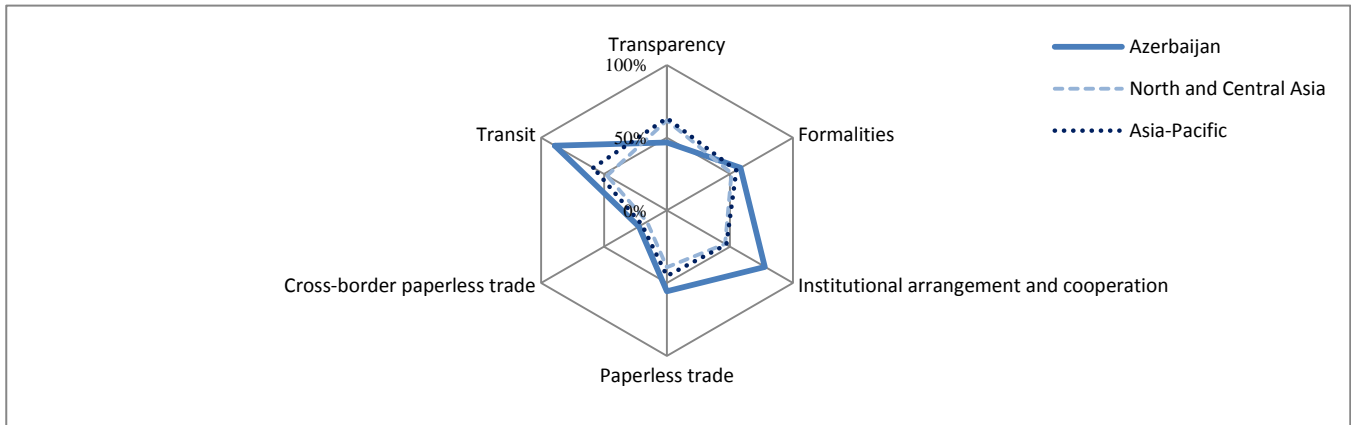 Transparency
100%
Azerbaijan
North and Central Asia
Asia-Pacific
Transit
50%
Formalities
0%
Cross-border paperless trade
Institutional arrangement and cooperation
Paperless trade